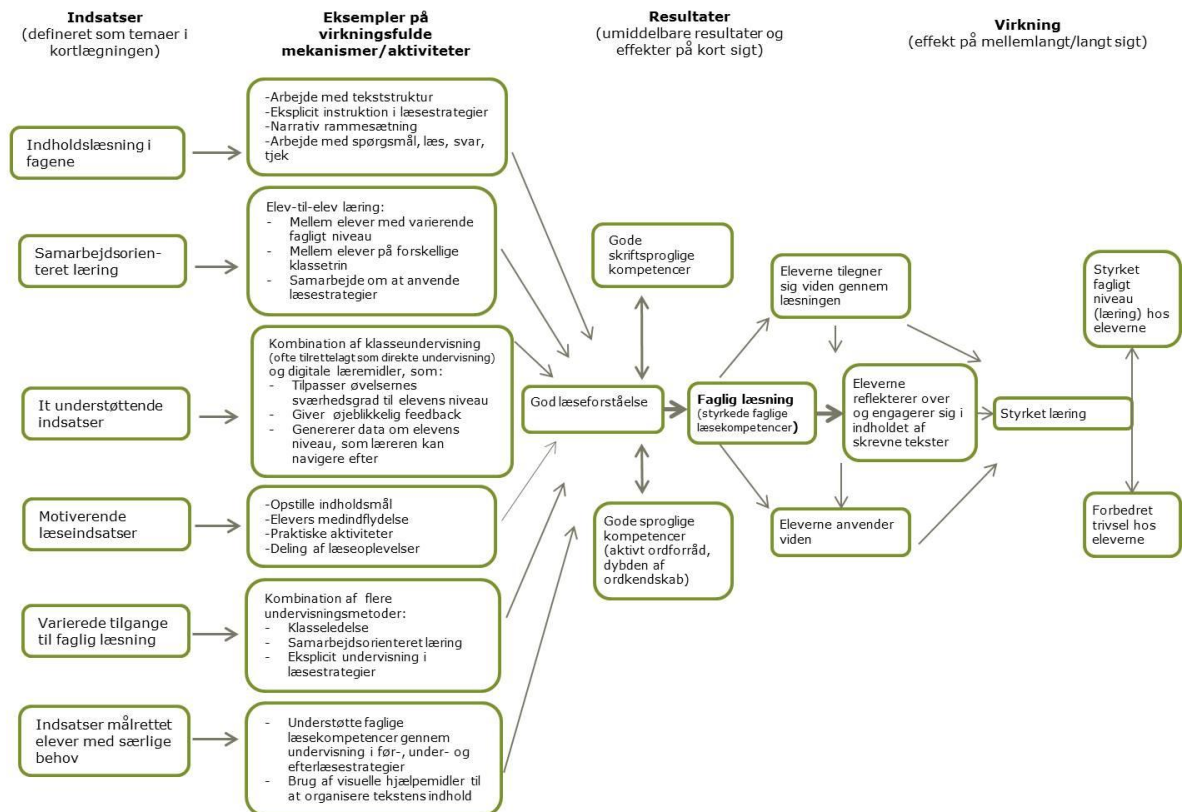 Indsatser
(defineret som temaer i
kortlægningen)
Eksempler på
virkningsfulde
mekanismer/aktiviteter
Resultater
(umiddelbare resultater og
effekter på kort sigt)
Virkning
(effekt på mellemlangt/langt sigt)
Indholdslæsning i
fagene
-Arbejde med tekststruktur
-Eksplicit instruktion i læsestrategier
-Narrativ rammesætning
-Arbejde med spørgsmål, læs, svar,
tjek
Samarbejdsorien-
teret læring
Elev-til-elev læring:
- Mellem elever med varierende
fagligt niveau
- Mellem elever på forskellige
klassetrin
- Samarbejde om at anvende
læsestrategier
It understøttende
indsatser
Kombination af klasseundervisning
(ofte tilrettelagt som direkte undervisning)
og digitale læremidler, som:
- Tilpasser øvelsernes
sværhedsgrad til elevens niveau
- Giver øjeblikkelig feedback
- Genererer data om elevens
niveau, som læreren kan
navigere efter
Motiverende
læseindsatser
-Opstille indholdsmål
-Elevers medindflydelse
-Praktiske aktiviteter
-Deling af læseoplevelser
Varierede tilgange
til faglig læsning
Kombination af flere
undervisningsmetoder:
- Klasseledelse
- Samarbejdsorienteret læring
- Eksplicit undervisning i
læsestrategier
Indsatser målrettet
elever med særlige
behov
- Understøtte faglige
læsekompetencer gennem
undervisning i før-, under- og
efterlæsestrategier
- Brug af visuelle hjælpemidler til
at organisere tekstens indhold
Gode
skriftsproglige
kompetencer
God læseforståelse
Gode sproglige
kompetencer
(aktivt ordforråd,
dybden af
ordkendskab)
Faglig læsning
(styrkede faglige
læsekompetencer)
Eleverne tilegner
sig viden gennem
læsningen
Eleverne
reflekterer over
og engagerer sig i
indholdet af
skrevne tekster
Eleverne anvender
viden
Styrket læring
Styrket
fagligt
niveau
(læring) hos
eleverne
Forbedret
trivsel hos
eleverne